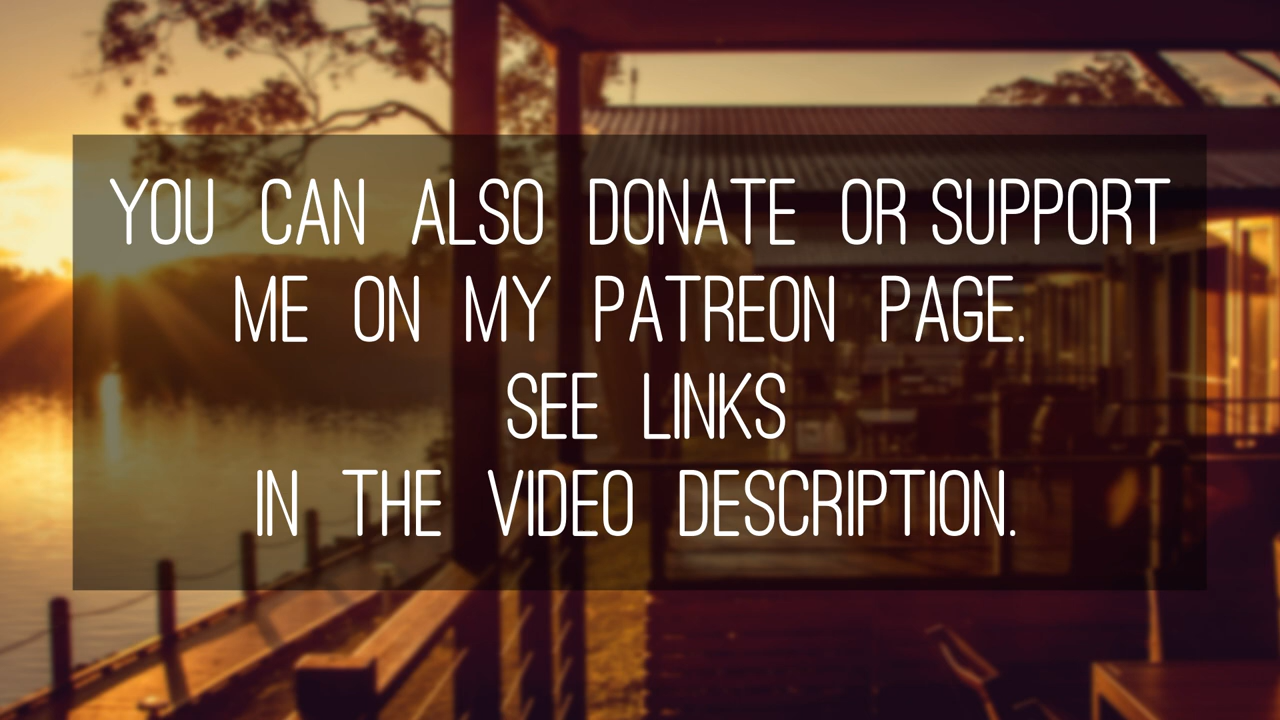 YOU CAN ALSO DONATE OR SUPPORT
ME ON MY PATREON PAGE.
SEE LINKS
IN THE VIDEO DESCRIPTION.